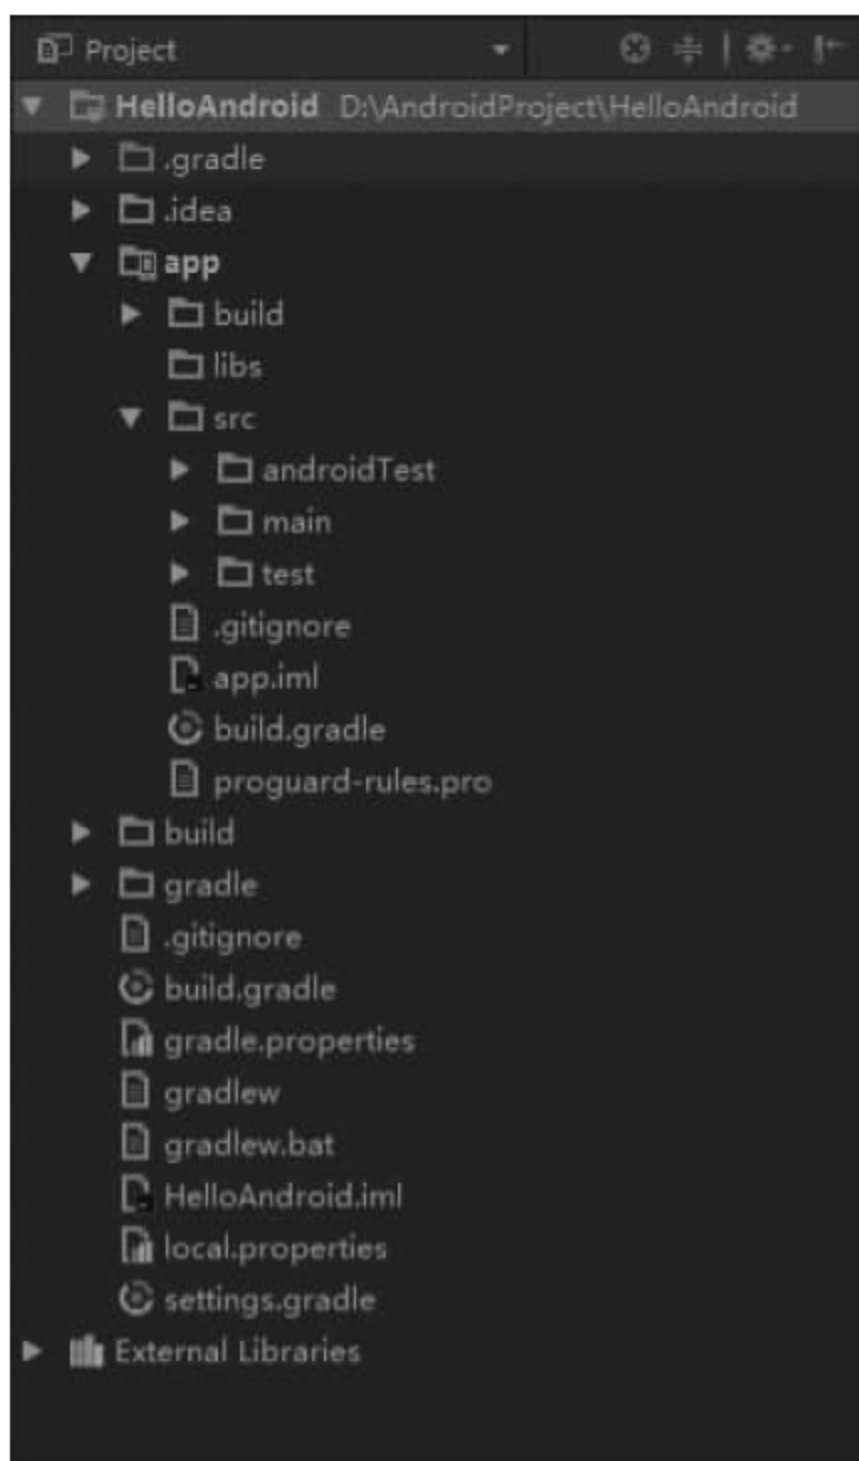 Project
HelloAndroid D:\AndroidProject\HelloAndroid
.gradle
.idea
app
build
libs
src
androidTest
main
test
.gitignore
app.iml
build.gradle
proguard-rules.pro
build
gradle
.gitignore
build.gradle
gradle.properties
gradlew
gradlew.bat
HelloAndroid.iml
local.properties
settings.gradle
External Libraries